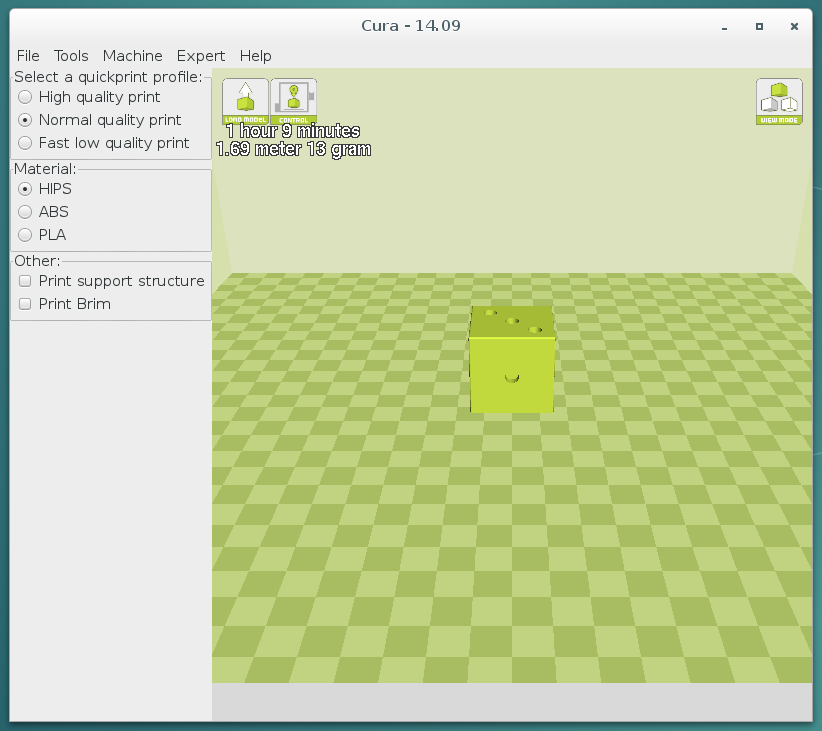 Cura - 14.09
File Tools Machine Expert Help
Select a quickprint profile:
High quality print
Normal quality print
Fast low quality print
Material:
HIPS
ABS
PLA
Other:
Print support structure
Print Brim
LOAD MODEL
CONTROL
1 hour 9 minutes
1.69 meter 13 gram
VIEW MODE